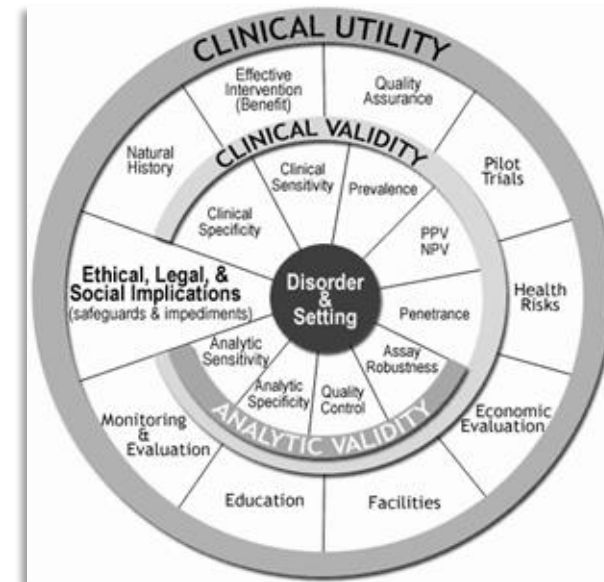 CLINICAL UTILITY
Effective
Intervention
(Benefit)
Quality
Assurance
Natural
History
CLINICAL VALIDITY
Pilot
Trials
Clinical
Sensitivity
Prevalence
Clinical
Specificity
PPV
NPV
Ethical, Legal, &
Social Implications
(safeguards & impediments)
Disorder
&
Setting
Health
Risks
Penetrance
Analytic
Sensitivity
Assay
Robustness
Analytic
Specificity
Quality
Control
ANALYTIC VALIDITY
Monitoring
&
Evaluation
Economic
Evaluation
Education
Facilities